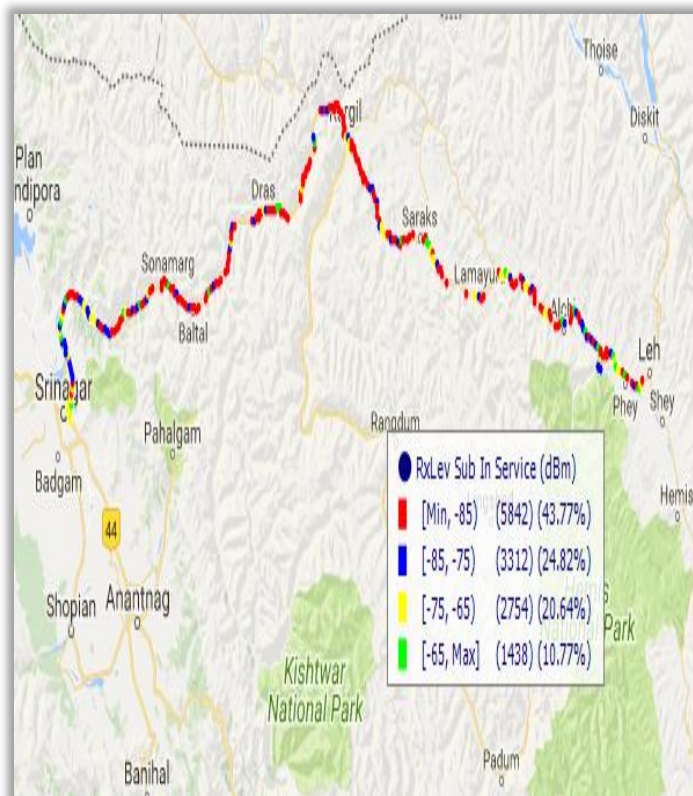 Thoise
Diskit
Kargil
Plan
ndipora
Dras
Saraks
Sonamarg
Lamayuru
Baltal
Alchi
Leh
Srinagar
Phey
Shey
Pahalgam
Rangdum
Badgam
RxLev Sub In Service (dBm)
[Min, -85) (5842) (43.77%)
Hemis
44
[-85, -75) (3312) (24.82%)
[-75, -65) (2754) (20.64%)
Shopian
Anantnag
National Park
[-65, Max] (1438) (10.77%)
Kishtwar
National Park
Padum
Banihal